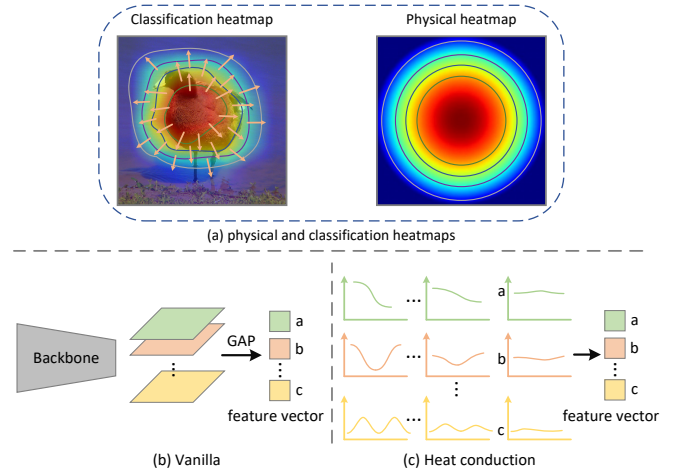 Classification heatmap
Physical heatmap
(a) physical and classification heatmaps
Backbone
GAP
a
b
c
feature vector
(b) Vanilla
... a
... b
c ...
a
b
c
feature vector
(c) Heat conduction